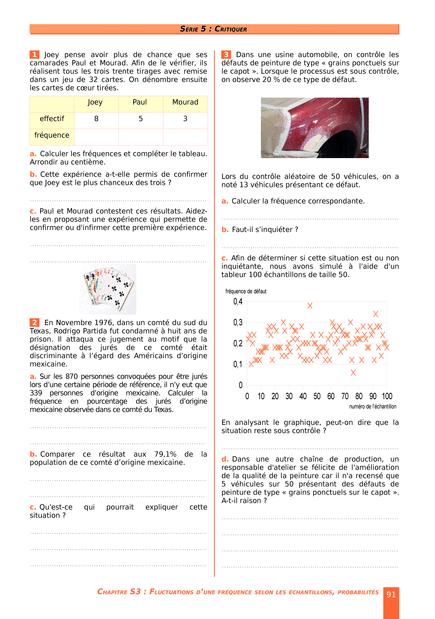 SÉRIE 5 : CRITIQUER
1 Joey pense avoir plus de chance que ses
camarades Paul et Mourad. Afin de le vérifier, ils
réalisent tous les trois trente tirages avec remise
dans un jeu de 32 cartes. On dénombre ensuite
les cartes de cœur tirées.
Joey Paul Mourad
effectif 8 5 3
fréquence
a. Calculer les fréquences et compléter le tableau.
Arrondir au centième.
b. Cette expérience a-t-elle permis de confirmer
que Joey est le plus chanceux des trois ?
c. Paul et Mourad contestent ces résultats. Aidez-
les en proposant une expérience qui permette de
confirmer ou d'infirmer cette première expérience.
2 En Novembre 1976, dans un comté du sud du
Texas, Rodrigo Partida fut condamné à huit ans de
prison. Il attaqua ce jugement au motif que la
désignation des jurés de ce comté était
discriminante à l'égard des Américains d'origine
mexicaine.
a. Sur les 870 personnes convoquées pour être jurés
lors d'une certaine période de référence, il n'y eut que
339 personnes d'origine mexicaine. Calculer la
fréquence en pourcentage des jurés d'origine
mexicaine observée dans ce comté du Texas.
b. Comparer ce résultat aux 79,1% de la
population de ce comté d'origine mexicaine.
c. Qu'est-ce qui pourrait expliquer cette
situation ?
3 Dans une usine automobile, on contrôle les
défauts de peinture de type « grains ponctuels sur
le capot ». Lorsque le processus est sous contrôle,
on observe 20 % de ce type de défaut.
Lors du contrôle aléatoire de 50 véhicules, on a
noté 13 véhicules présentant ce défaut.
a. Calculer la fréquence correspondante.
b. Faut-il s'inquiéter ?
c. Afin de déterminer si cette situation est ou non
inquiétante, nous avons simulé à l'aide d'un
tableur 100 échantillons de taille 50.
fréquence de défaut
0,4
0,3
0,2
0,1
0
0 10 20 30 40 50 60 70 80 90 100
numéro de l'échantillon
En analysant le graphique, peut-on dire que la
situation reste sous contrôle ?
d. Dans une autre chaîne de production, un
responsable d'atelier se félicite de l'amélioration
de la qualité de la peinture car il n'a recensé que
5 véhicules sur 50 présentant des défauts de
peinture de type « grains ponctuels sur le capot ».
A-t-il raison ?
CHAPITRE S3 : FLUCTUATIONS D'UNE FRÉQUENCE SELON LES ÉCHANTILLONS, PROBABILITÉS 91